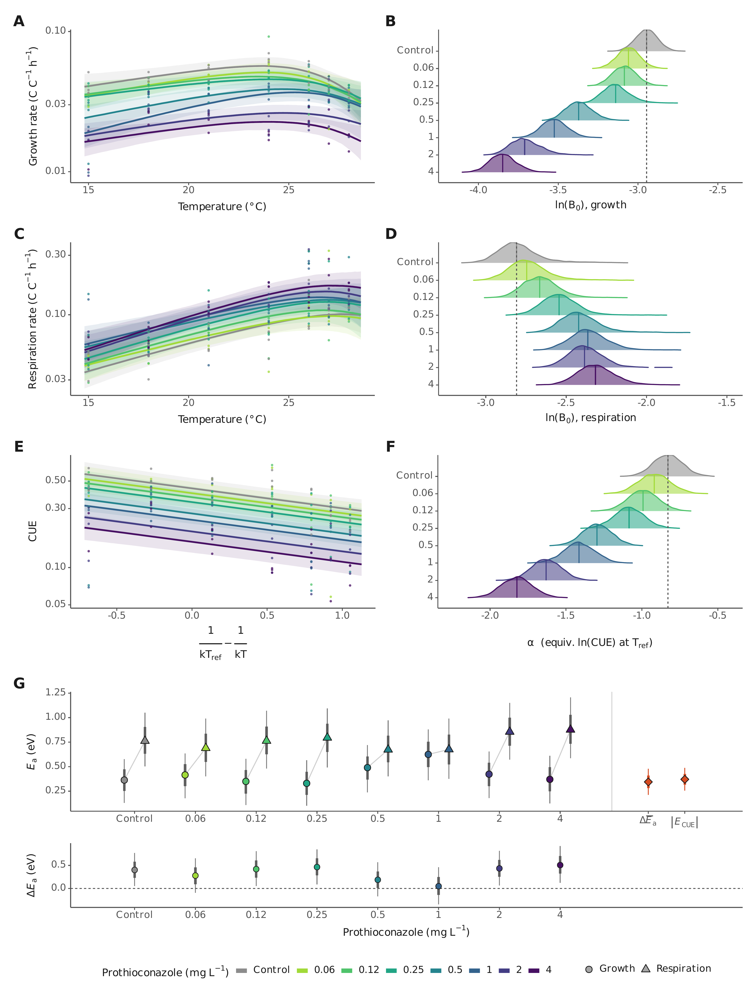 A
0.10
0.03
0.01
Growth rate (C C⁻¹ h⁻¹)
15 20 25
Temperature (°C)
B
Control
0.06
0.12
0.25
0.5
1
2
4
-4.0 -3.5 -3.0 -2.5
ln(B₀), growth
C
0.30
0.10
0.03
Respiration rate (C C⁻¹ h⁻¹)
15 20 25
Temperature (°C)
D
Control
0.06
0.12
0.25
0.5
1
2
4
-3.0 -2.5 -2.0 -1.5
ln(B₀), respiration
E
0.50
0.30
0.10
0.05
CUE
-0.5 0.0 0.5 1.0
1 1
–
kTref kT
F
Control
0.06
0.12
0.25
0.5
1
2
4
-2.0 -1.5 -1.0 -0.5
α (equiv. ln(CUE) at Tref)
G
1.25
1.00
0.75
0.50
0.25
Eₐ (eV)
Control 0.06 0.12 0.25 0.5 1 2 4 ΔE̅ₐ |E CUE|
0.5
0.0
ΔEₐ (eV)
Control 0.06 0.12 0.25 0.5 1 2 4
Prothioconazole (mg L⁻¹)
Prothioconazole (mg L⁻¹) Control 0.06 0.12 0.25 0.5 1 2 4 Growth Respiration